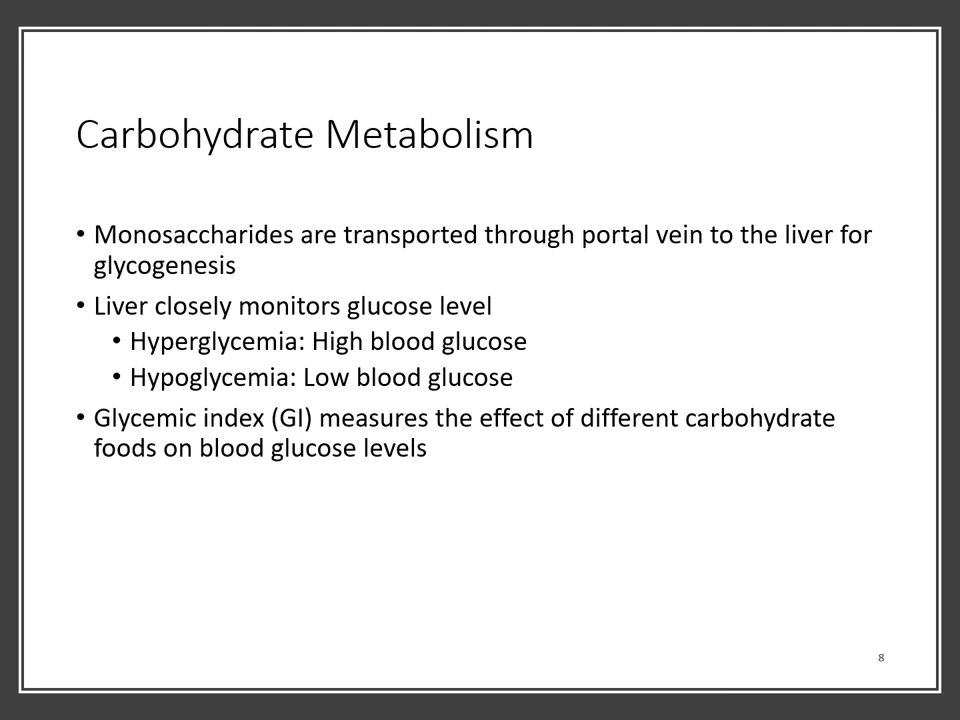 Carbohydrate Metabolism
• Monosaccharides are transported through portal vein to the liver for
glycogenesis
• Liver closely monitors glucose level
• Hyperglycemia: High blood glucose
• Hypoglycemia: Low blood glucose
• Glycemic index (GI) measures the effect of different carbohydrate
foods on blood glucose levels
8